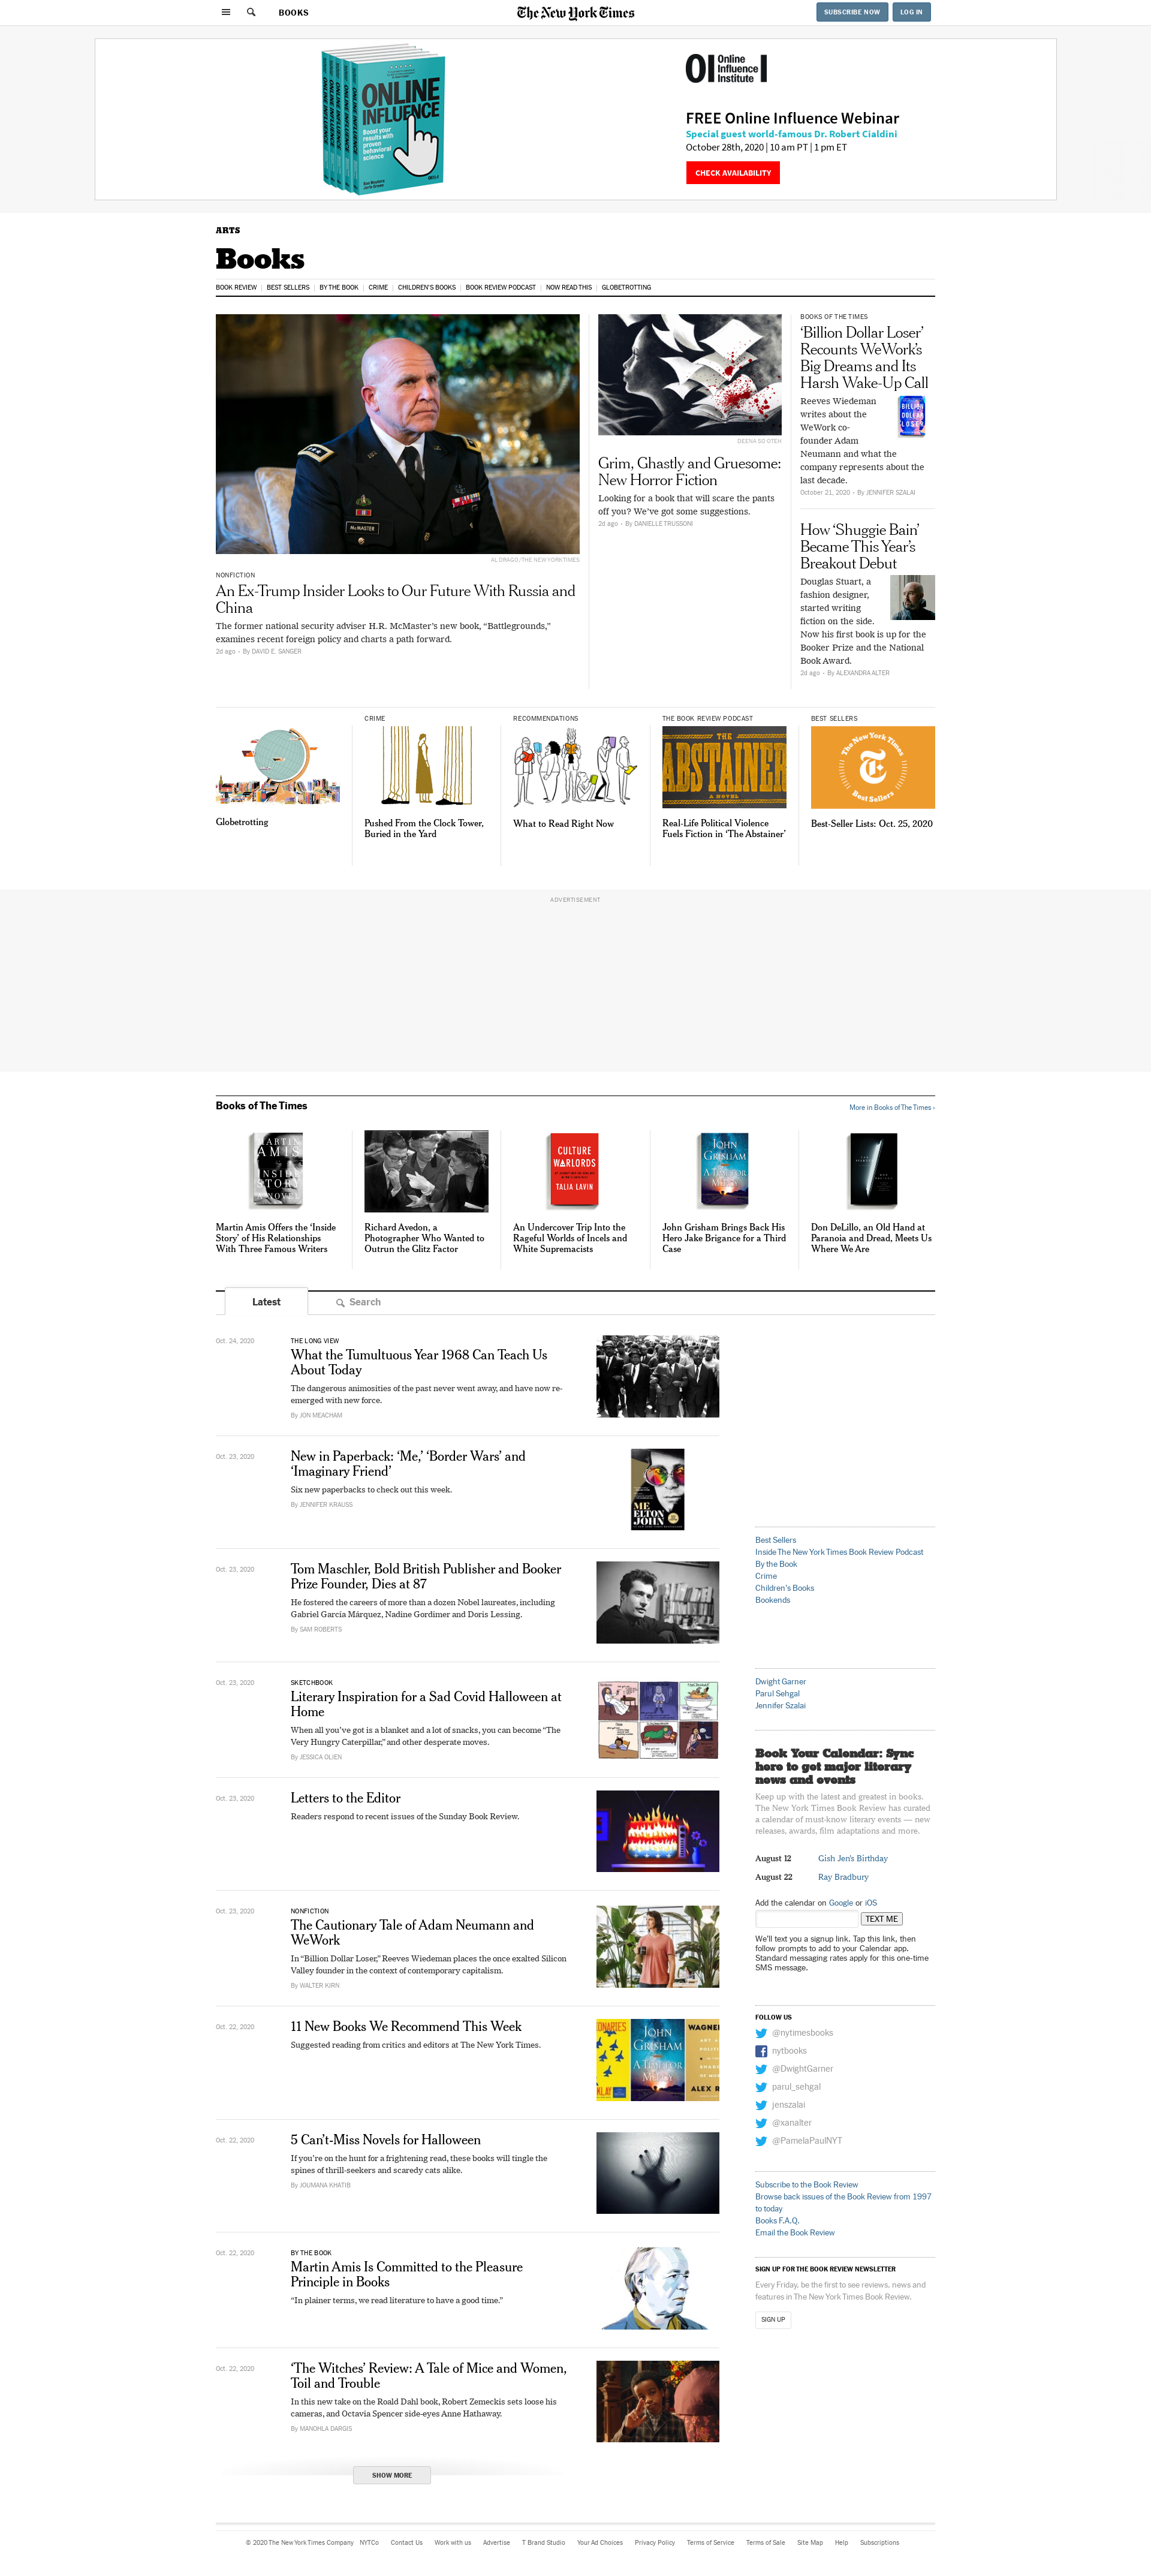 BOOKS
The New York Times
SUBSCRIBE NOW
LOG IN
ONLINE
INFLUENCE
Boost your
results with
proven
behavioral
science
OI Online
Influence
Institute
FREE Online Influence Webinar
Special guest world-famous Dr. Robert Cialdini
October 28th, 2020 | 10 am PT | 1 pm ET
CHECK AVAILABILITY
ARTS
Books
BOOK REVIEW | BEST SELLERS | BY THE BOOK | CRIME | CHILDREN'S BOOKS | BOOK REVIEW PODCAST | NOW READ THIS | GLOBETROTTING
McMASTER
AL DRAGO/THE NEW YORK TIMES
NONFICTION
An Ex-Trump Insider Looks to Our Future With Russia and
China
The former national security adviser H.R. McMaster's new book, “Battlegrounds,”
examines recent foreign policy and charts a path forward.
2d ago · By DAVID E. SANGER
DEENA SO OTEH
Grim, Ghastly and Gruesome:
New Horror Fiction
Looking for a book that will scare the pants
off you? We've got some suggestions.
2d ago · By DANIELLE TRUSSONI
BOOKS OF THE TIMES
‘Billion Dollar Loser’
Recounts WeWork's
Big Dreams and Its
Harsh Wake-Up Call
Reeves Wiedeman
writes about the
WeWork co-
founder Adam
Neumann and what the
company represents about the
last decade.
BILLION
DOLLAR
LOSER
October 21, 2020 · By JENNIFER SZALAI
How ‘Shuggie Bain’
Became This Year's
Breakout Debut
Douglas Stuart, a
fashion designer,
started writing
fiction on the side.
Now his first book is up for the
Booker Prize and the National
Book Award.
2d ago · By ALEXANDRA ALTER
Globetrotting
CRIME
Pushed From the Clock Tower,
Buried in the Yard
RECOMMENDATIONS
What to Read Right Now
THE BOOK REVIEW PODCAST
THE
ABSTAINER
A NOVEL
Real-Life Political Violence
Fuels Fiction in ‘The Abstainer’
BEST SELLERS
The New York Times
T
Best Sellers
Best-Seller Lists: Oct. 25, 2020
ADVERTISEMENT
Books of The Times
More in Books of The Times ›
MARTIN
AMIS
INSIDE
STORY
Martin Amis Offers the ‘Inside
Story’ of His Relationships
With Three Famous Writers
Richard Avedon, a
Photographer Who Wanted to
Outrun the Glitz Factor
CULTURE
WARLORDS
TALIA LAVIN
An Undercover Trip Into the
Rageful Worlds of Incels and
White Supremacists
JOHN
GRISHAM
A TIME FOR
MERCY
John Grisham Brings Back His
Hero Jake Brigance for a Third
Case
Don DeLillo, an Old Hand at
Paranoia and Dread, Meets Us
Where We Are
Latest
Search
Oct. 24, 2020
THE LONG VIEW
What the Tumultuous Year 1968 Can Teach Us
About Today
The dangerous animosities of the past never went away, and have now re-
emerged with new force.
By JON MEACHAM
Oct. 23, 2020
New in Paperback: ‘Me,’ ‘Border Wars’ and
‘Imaginary Friend’
Six new paperbacks to check out this week.
By JENNIFER KRAUSS
ME
ELTON
JOHN
Oct. 23, 2020
Tom Maschler, Bold British Publisher and Booker
Prize Founder, Dies at 87
He fostered the careers of more than a dozen Nobel laureates, including
Gabriel García Márquez, Nadine Gordimer and Doris Lessing.
By SAM ROBERTS
Oct. 23, 2020
SKETCHBOOK
Literary Inspiration for a Sad Covid Halloween at
Home
When all you've got is a blanket and a lot of snacks, you can become “The
Very Hungry Caterpillar,” and other desperate moves.
By JESSICA OLIEN
Oct. 23, 2020
Letters to the Editor
Readers respond to recent issues of the Sunday Book Review.
Oct. 23, 2020
NONFICTION
The Cautionary Tale of Adam Neumann and
WeWork
In “Billion Dollar Loser,” Reeves Wiedeman places the once exalted Silicon
Valley founder in the context of contemporary capitalism.
By WALTER KIRN
Oct. 22, 2020
11 New Books We Recommend This Week
Suggested reading from critics and editors at The New York Times.
JOHN
GRISHAM
A TIME FOR
MERCY
ALEX R
Oct. 22, 2020
5 Can't-Miss Novels for Halloween
If you're on the hunt for a frightening read, these books will tingle the
spines of thrill-seekers and scaredy cats alike.
By JOUMANA KHATIB
Oct. 22, 2020
BY THE BOOK
Martin Amis Is Committed to the Pleasure
Principle in Books
“In plainer terms, we read literature to have a good time.”
Oct. 22, 2020
‘The Witches’ Review: A Tale of Mice and Women,
Toil and Trouble
In this new take on the Roald Dahl book, Robert Zemeckis sets loose his
cameras, and Octavia Spencer side-eyes Anne Hathaway.
By MANOHLA DARGIS
SHOW MORE
Best Sellers
Inside The New York Times Book Review Podcast
By the Book
Crime
Children's Books
Bookends
Dwight Garner
Parul Sehgal
Jennifer Szalai
Book Your Calendar: Sync
here to get major literary
news and events
Keep up with the latest and greatest in books.
The New York Times Book Review has curated
a calendar of must-know literary events — new
releases, awards, film adaptations and more.
August 12 Gish Jen's Birthday
August 22 Ray Bradbury
Add the calendar on Google or iOS
TEXT ME
We'll text you a signup link. Tap this link, then
follow prompts to add to your Calendar app.
Standard messaging rates apply for this one-time
SMS message.
FOLLOW US
@nytimesbooks
nytbooks
@DwightGarner
parul_sehgal
jenszalai
@xanalter
@PamelaPaulNYT
Subscribe to the Book Review
Browse back issues of the Book Review from 1997
to today
Books F.A.Q.
Email the Book Review
SIGN UP FOR THE BOOK REVIEW NEWSLETTER
Every Friday, be the first to see reviews, news and
features in The New York Times Book Review.
SIGN UP
© 2020 The New York Times Company NYTCo Contact Us Work with us Advertise T Brand Studio Your Ad Choices Privacy Policy Terms of Service Terms of Sale Site Map Help Subscriptions